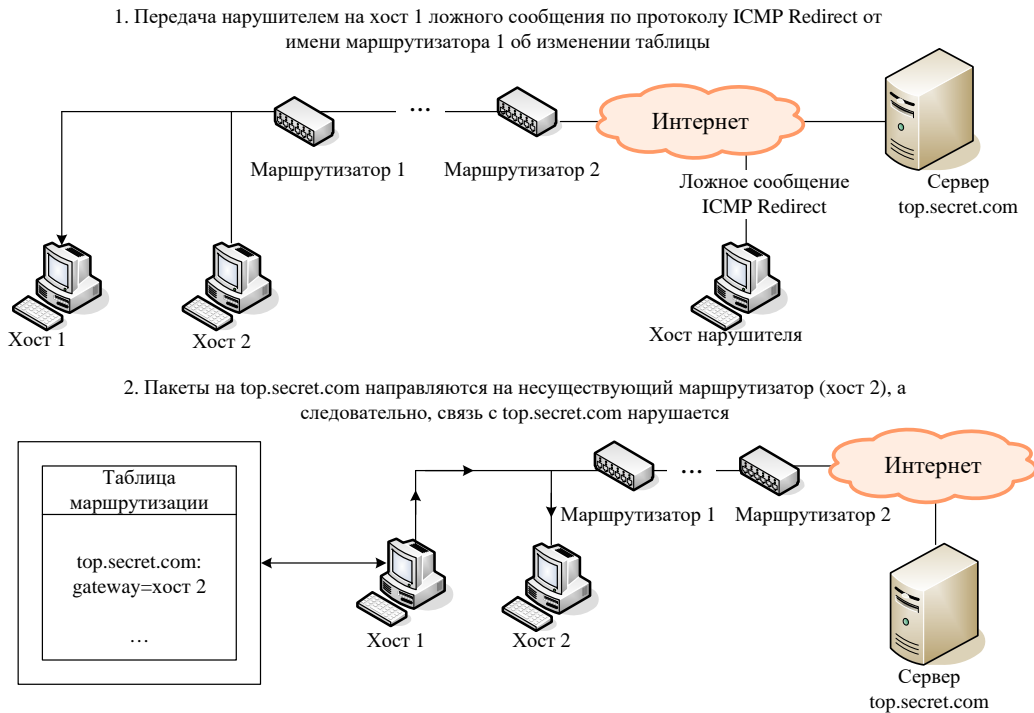 1. Передача нарушителем на хост 1 ложного сообщения по протоколу ICMP Redirect от
имени маршрутизатора 1 об изменении таблицы
...
Интернет
Маршрутизатор 1
Маршрутизатор 2
Ложное сообщение
ICMP Redirect
Сервер
top.secret.com
Хост 1
Хост 2
Хост нарушителя
2. Пакеты на top.secret.com направляются на несуществующий маршрутизатор (хост 2), а
следовательно, связь с top.secret.com нарушается
Таблица
маршрутизации
top.secret.com:
gateway=хост 2
…
...
Интернет
Маршрутизатор 1
Маршрутизатор 2
Хост 1
Хост 2
Сервер
top.secret.com